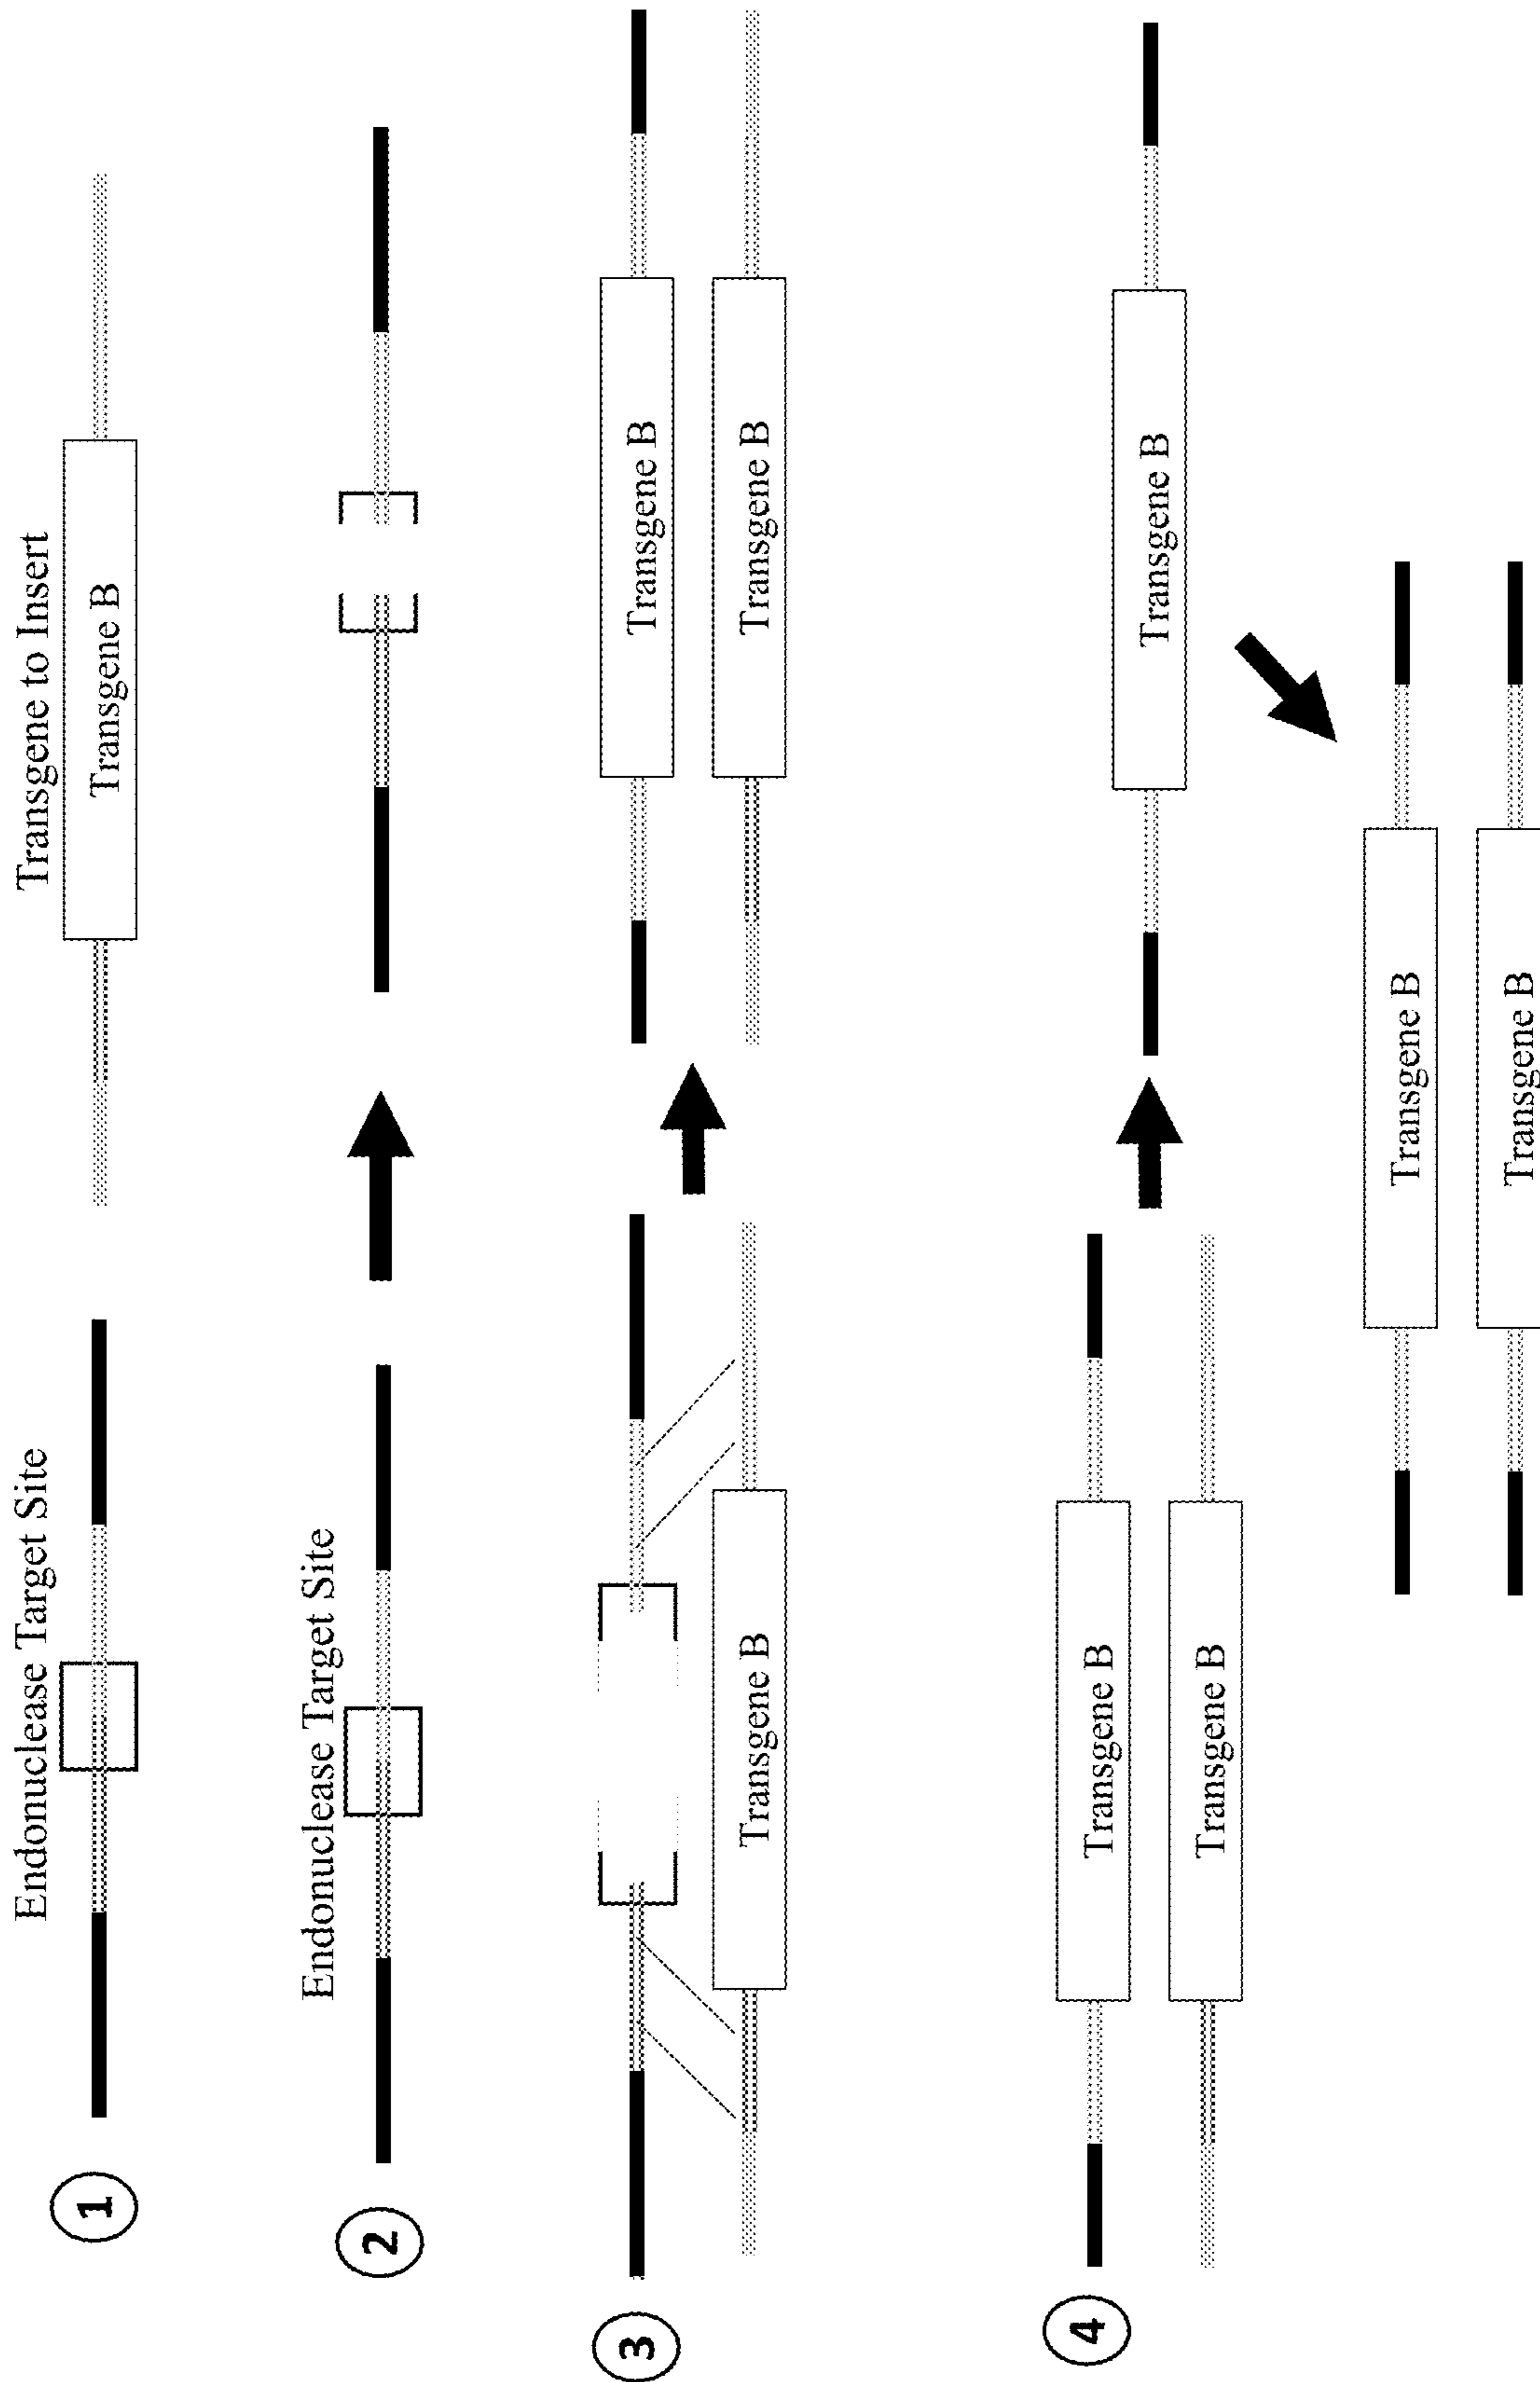 1
Endonuclease Target Site
Transgene to Insert
Transgene B
2
Endonuclease Target Site
3
Transgene B
Transgene B
Transgene B
4
Transgene B
Transgene B
Transgene B
Transgene B
Transgene B